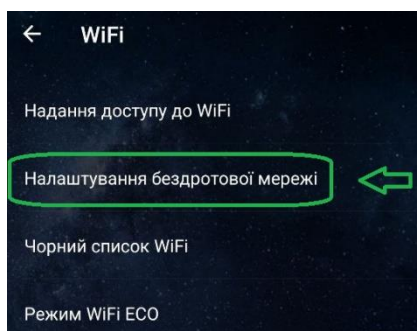 WiFi
Надання доступу до WiFi
Налаштування бездротової мережі
Чорний список WiFi
Режим WiFi ECO